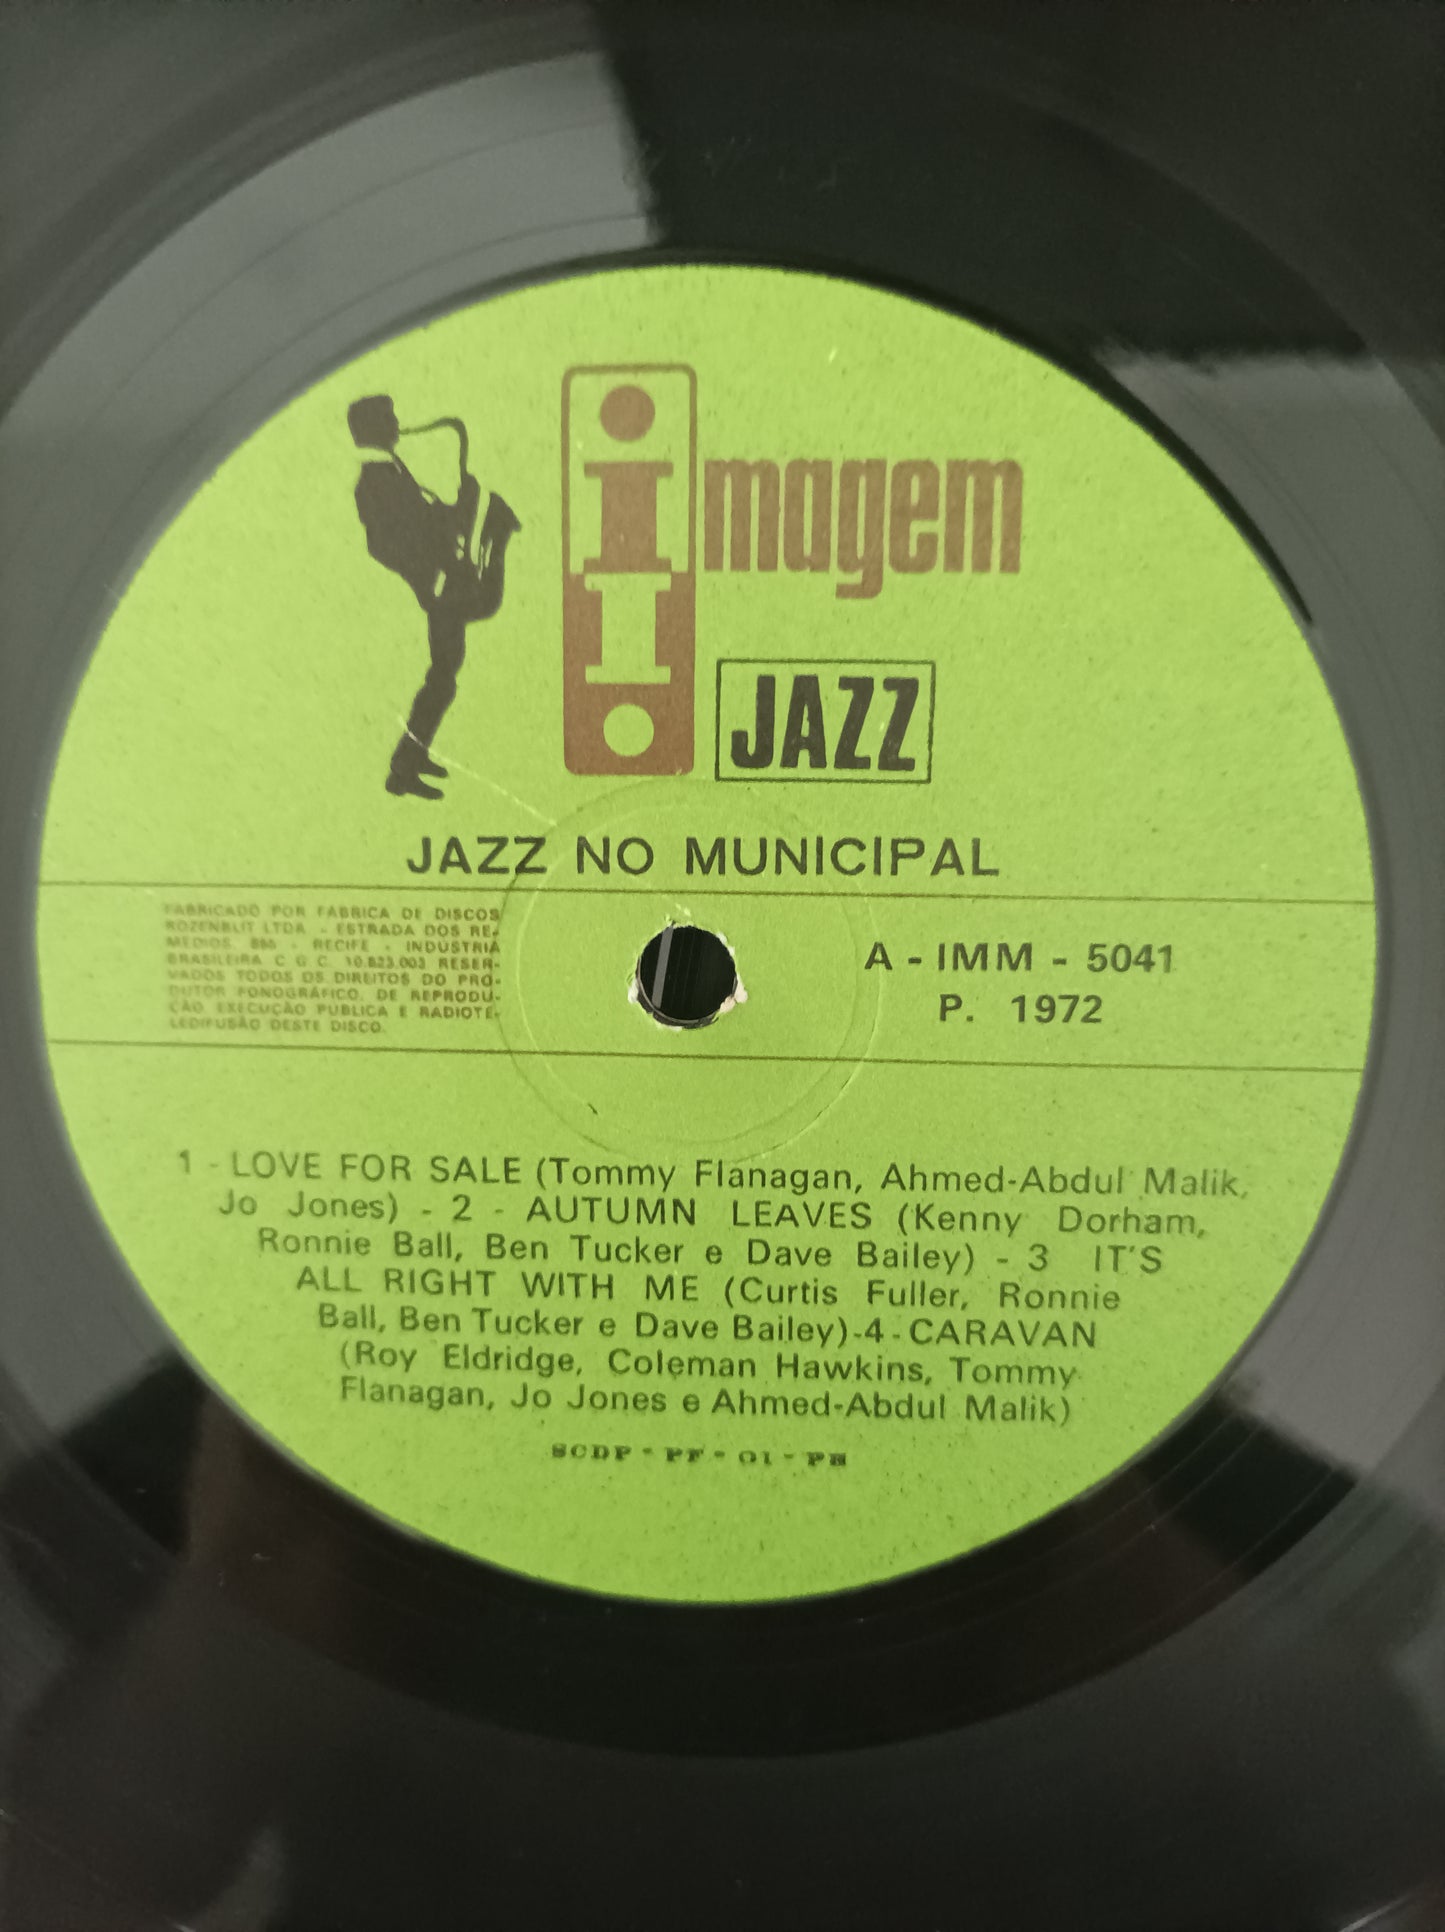 imagem
JAZZ
JAZZ NO MUNICIPAL
FABRICADO POR FABRICA DE DISCOS
ROZENBLIT LTDA - ESTRADA DOS RE-
MEDIOS, 855 - RECIFE - INDUSTRIA
BRASILEIRA C G C. 10.823.003 RESER-
VADOS TODOS OS DIREITOS DO PRO-
DUTOR FONOGRÁFICO. DE REPRODU-
ÇÃO, EXECUÇÃO PUBLICA E RADIOTE-
LEDIFUSÃO DESTE DISCO.
A - IMM - 5041
P. 1972
1 - LOVE FOR SALE (Tommy Flanagan, Ahmed-Abdul Malik,
Jo Jones) - 2 - AUTUMN LEAVES (Kenny Dorham,
Ronnie Ball, Ben Tucker e Dave Bailey) - 3 IT'S
ALL RIGHT WITH ME (Curtis Fuller, Ronnie
Ball, Ben Tucker e Dave Bailey)-4-CARAVAN
(Roy Eldridge, Coleman Hawkins, Tommy
Flanagan, Jo Jones e Ahmed-Abdul Malik)
SCDP - PF - 01 - PE